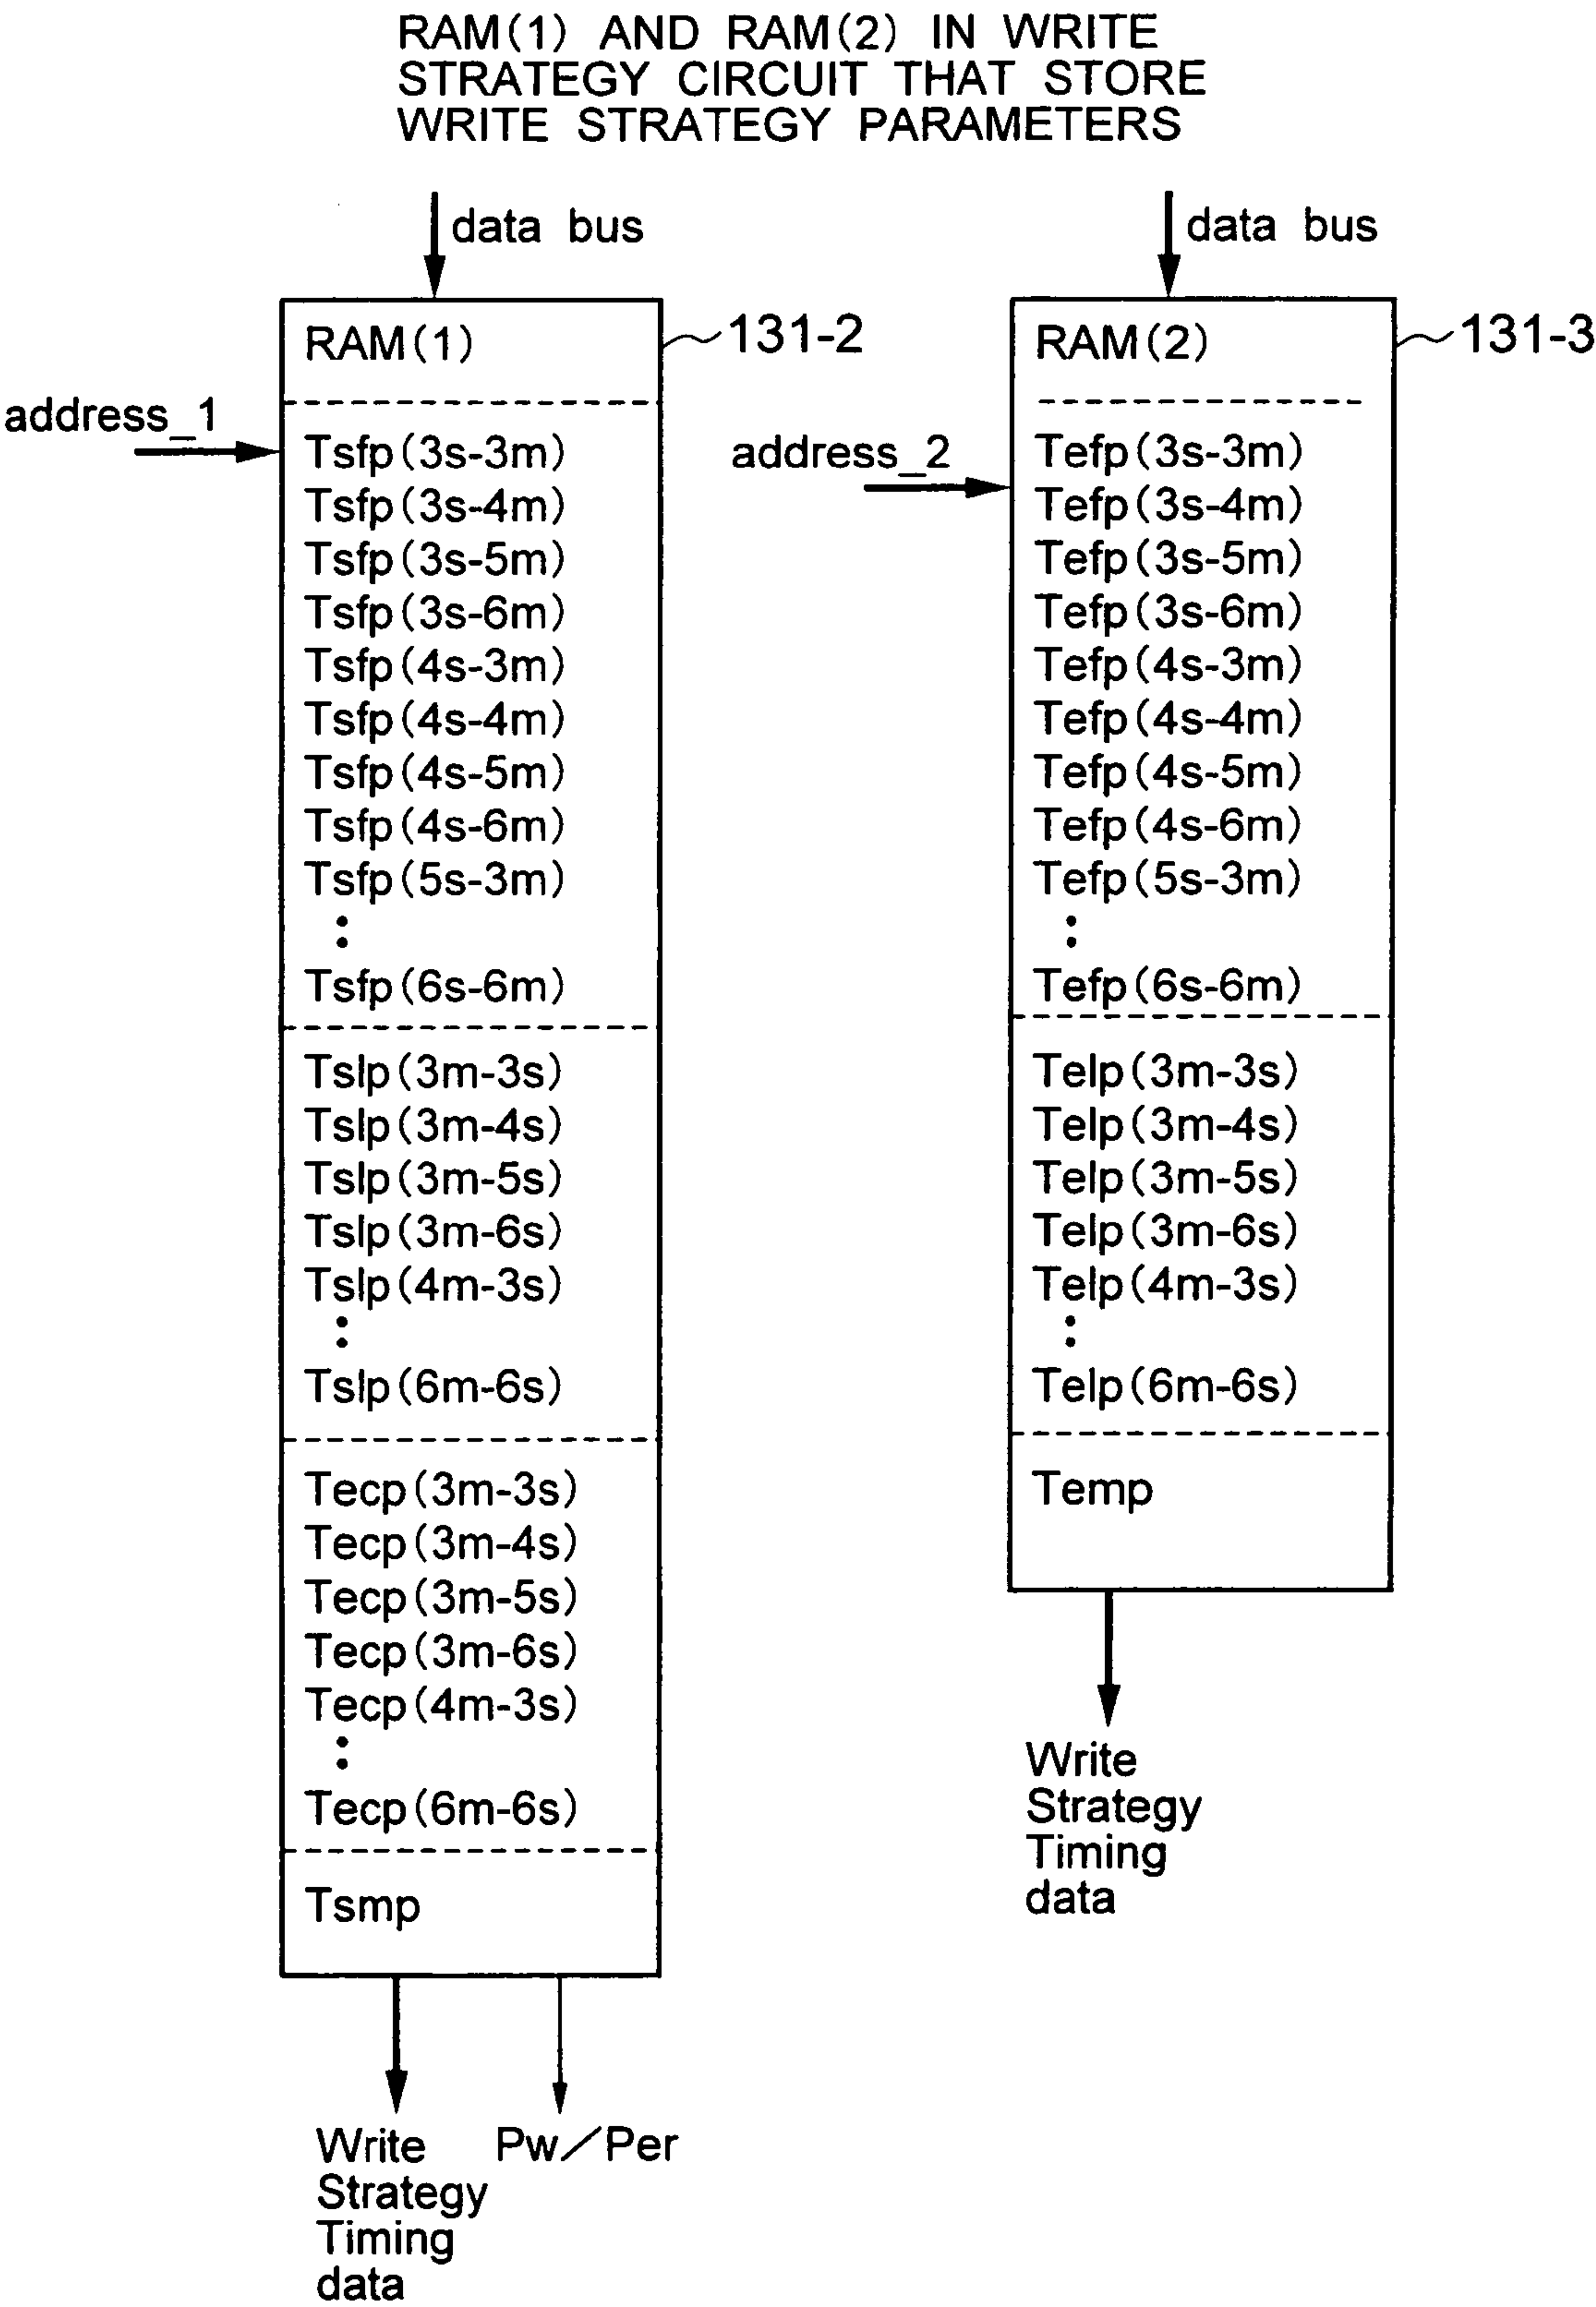 RAM(1) AND RAM(2) IN WRITE
STRATEGY CIRCUIT THAT STORE
WRITE STRATEGY PARAMETERS
data bus
RAM(1)
131-2
address_1
Tsfp(3s-3m)
Tsfp(3s-4m)
Tsfp(3s-5m)
Tsfp(3s-6m)
Tsfp(4s-3m)
Tsfp(4s-4m)
Tsfp(4s-5m)
Tsfp(4s-6m)
Tsfp(5s-3m)
:
Tsfp(6s-6m)
Tslp(3m-3s)
Tslp(3m-4s)
Tslp(3m-5s)
Tslp(3m-6s)
Tslp(4m-3s)
:
Tslp(6m-6s)
Tecp(3m-3s)
Tecp(3m-4s)
Tecp(3m-5s)
Tecp(3m-6s)
Tecp(4m-3s)
:
Tecp(6m-6s)
Tsmp
Write
Strategy
Timing
data
Pw/Per
data bus
RAM(2)
131-3
address_2
Tefp(3s-3m)
Tefp(3s-4m)
Tefp(3s-5m)
Tefp(3s-6m)
Tefp(4s-3m)
Tefp(4s-4m)
Tefp(4s-5m)
Tefp(4s-6m)
Tefp(5s-3m)
:
Tefp(6s-6m)
Telp(3m-3s)
Telp(3m-4s)
Telp(3m-5s)
Telp(3m-6s)
Telp(4m-3s)
:
Telp(6m-6s)
Temp
Write
Strategy
Timing
data